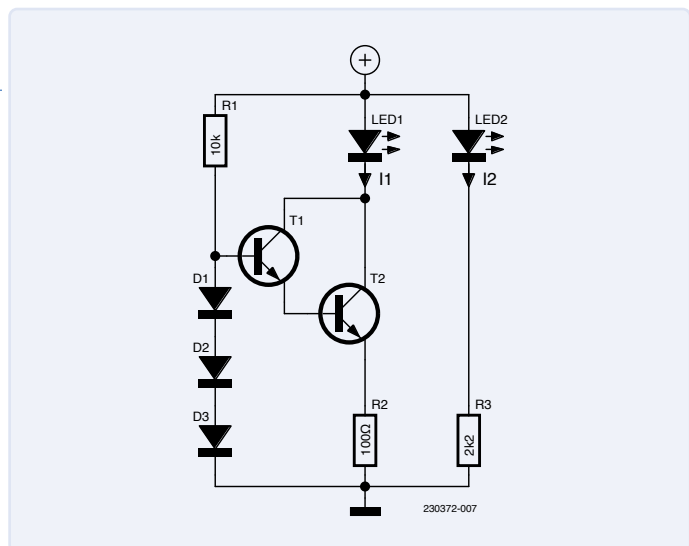 +
R1
10k
LED1
LED2
I1
I2
T1
T2
D1
D2
D3
R2
100Ω
R3
2k2
230372-007